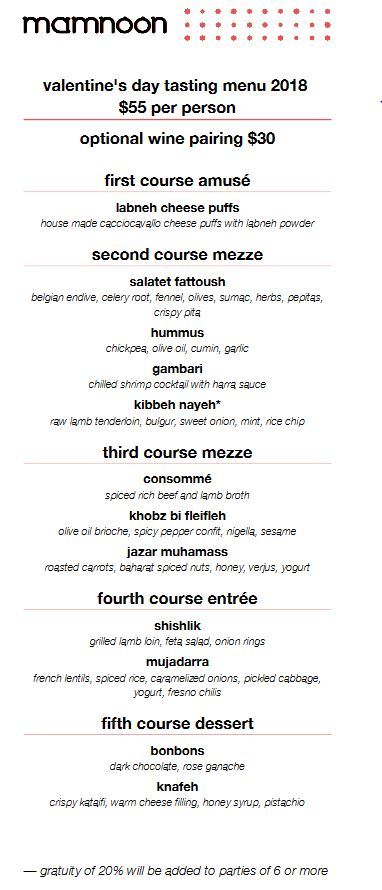 mamnoon
valentine's day tasting menu 2018
$55 per person
optional wine pairing $30
first course amusé
labneh cheese puffs
house made cacciocavallo cheese puffs with labneh powder
second course mezze
salatet fattoush
belgian endive, celery root, fennel, olives, sumac, herbs, pepitas,
crispy pita
hummus
chickpea, olive oil, cumin, garlic
gambari
chilled shrimp cocktail with harra sauce
kibbeh nayeh*
raw lamb tenderloin, bulgur, sweet onion, mint, rice chip
third course mezze
consommé
spiced rich beef and lamb broth
khobz bi fleifleh
olive oil brioche, spicy pepper confit, nigella, sesame
jazar muhamass
roasted carrots, baharat spiced nuts, honey, verjus, yogurt
fourth course entrée
shishlik
grilled lamb loin, feta salad, onion rings
mujadarra
french lentils, spiced rice, caramelized onions, pickled cabbage,
yogurt, fresno chilis
fifth course dessert
bonbons
dark chocolate, rose ganache
knafeh
crispy kataifi, warm cheese filling, honey syrup, pistachio
— gratuity of 20% will be added to parties of 6 or more